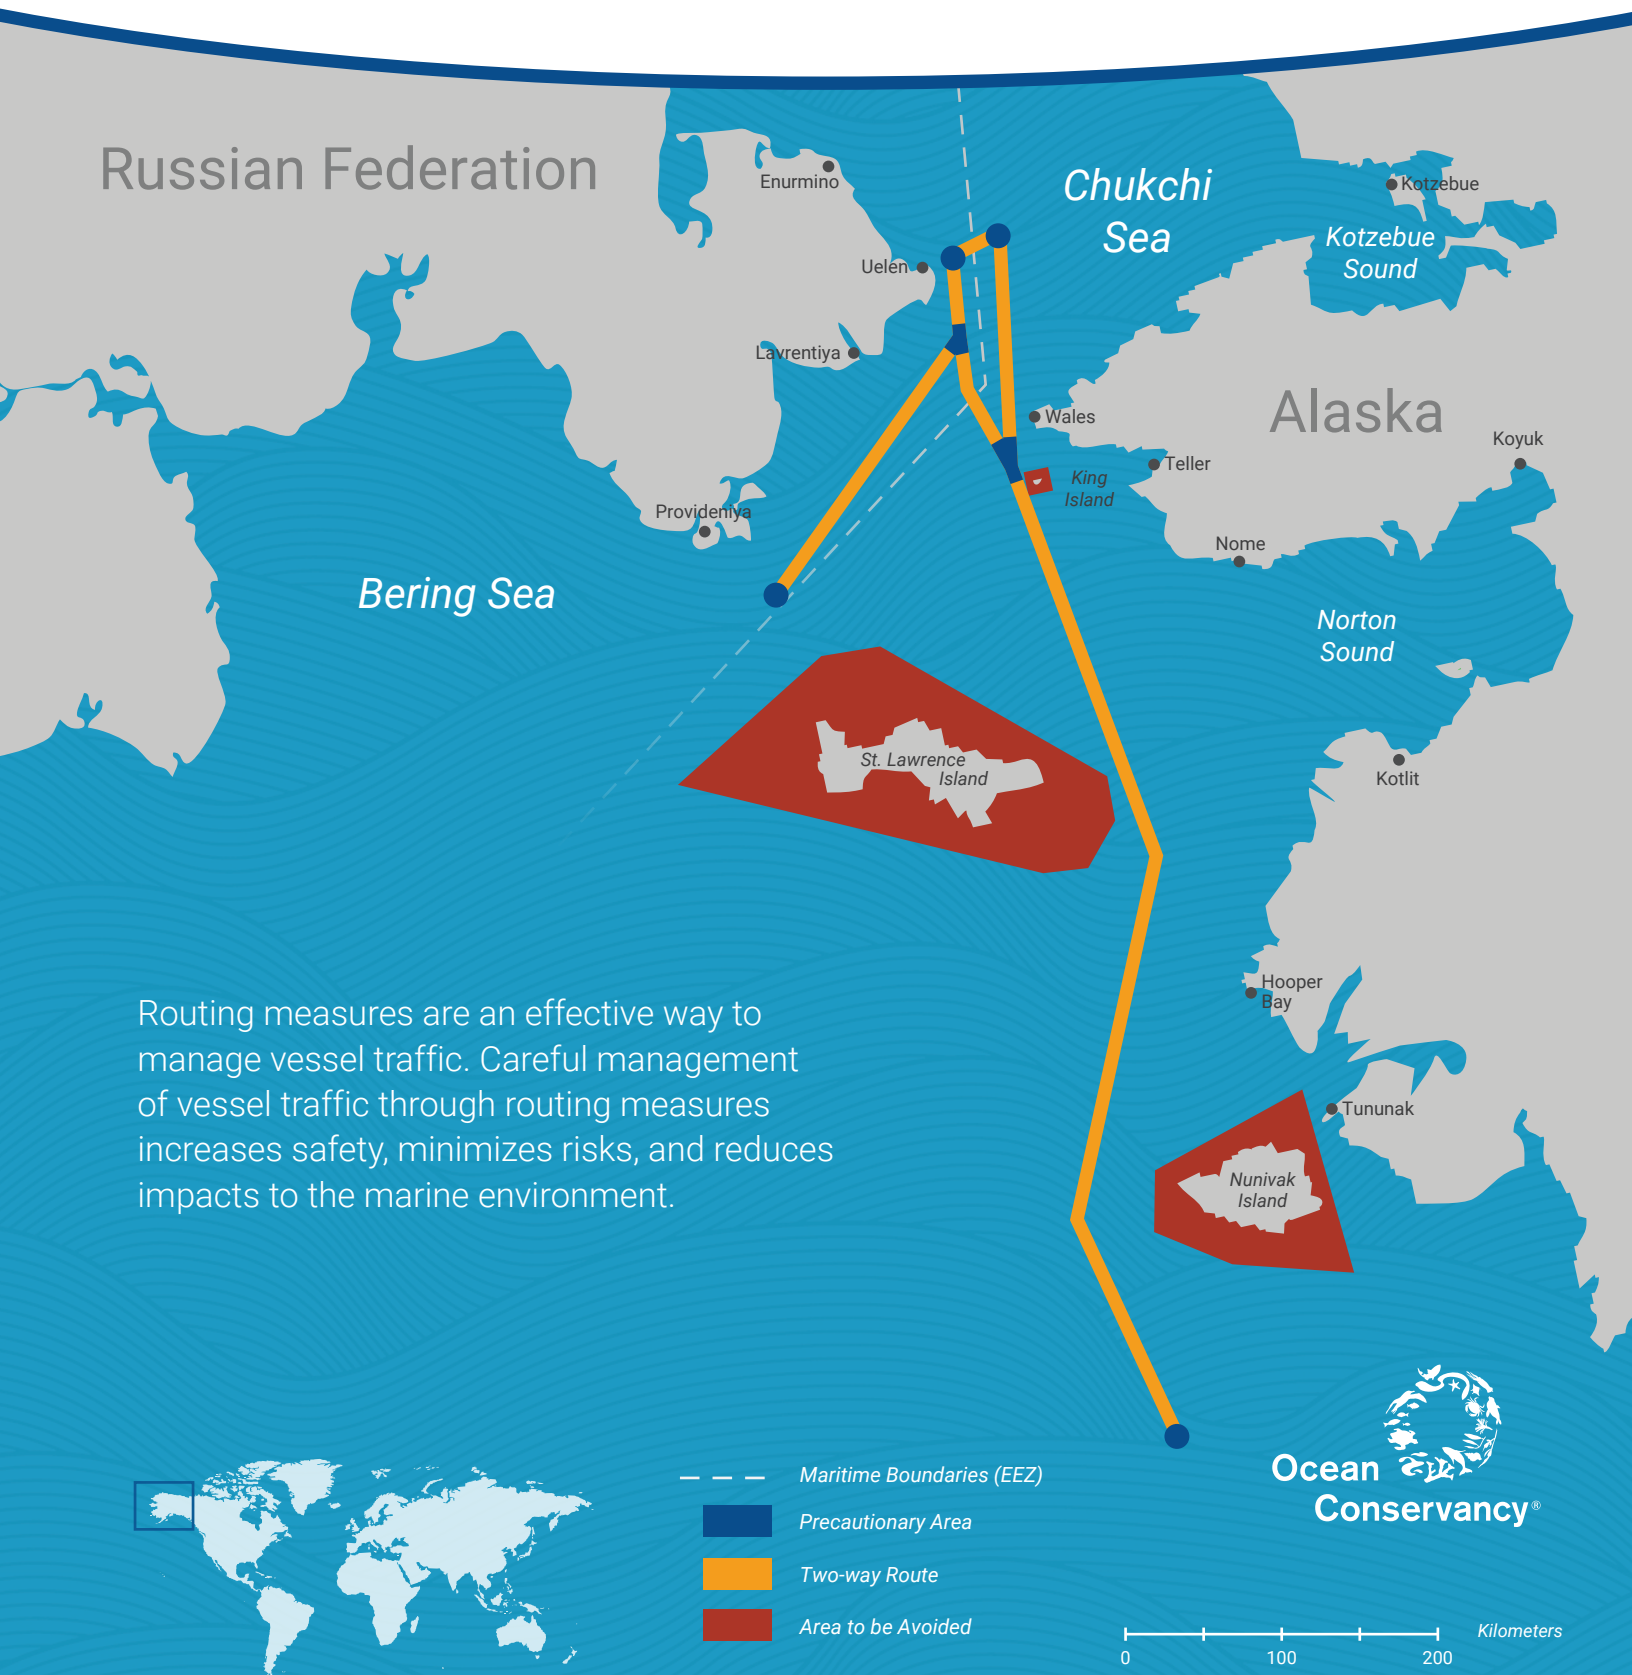 Russian Federation
Enurmino
Chukchi
Sea
Kotzebue
Kotzebue
Sound
Uelen
Lavrentiya
Wales
Alaska
Koyuk
Teller
King
Island
Provideniya
Nome
Bering Sea
Norton
Sound
St. Lawrence
Island
Kotlit
Hooper
Bay
Routing measures are an effective way to
manage vessel traffic. Careful management
of vessel traffic through routing measures
increases safety, minimizes risks, and reduces
impacts to the marine environment.
Tununak
Nunivak
Island
Ocean
Conservancy®
Maritime Boundaries (EEZ)
Precautionary Area
Two-way Route
Area to be Avoided
Kilometers
0 100 200